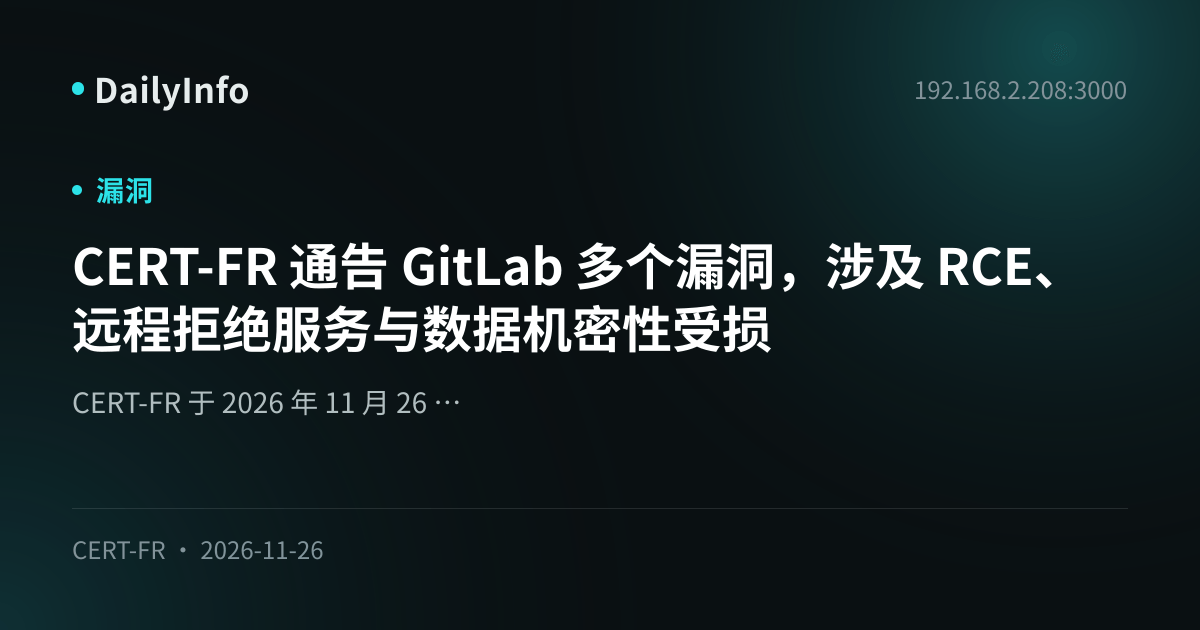 DailyInfo
192.168.2.208:3000
漏洞
CERT-FR 通告 GitLab 多个漏洞，涉及 RCE、
远程拒绝服务与数据机密性受损
CERT-FR 于 2026 年 11 月 26 …
CERT-FR • 2026-11-26